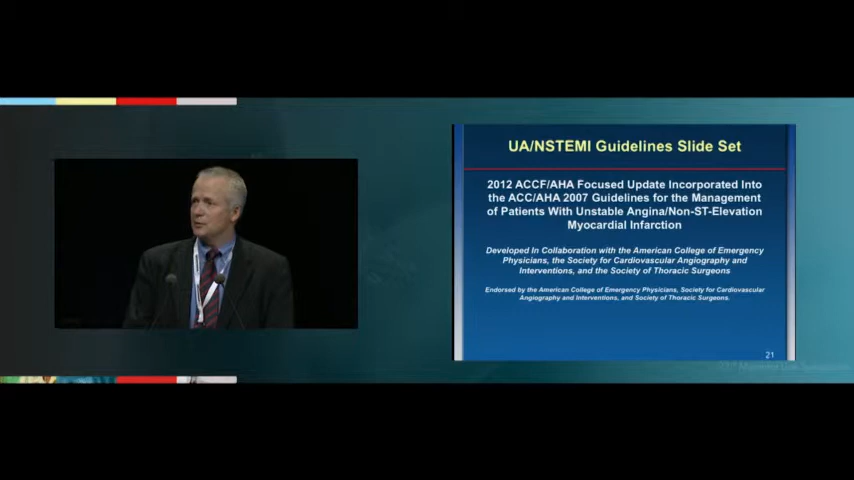 UA/NSTEMI Guidelines Slide Set
2012 ACCF/AHA Focused Update Incorporated Into
the ACC/AHA 2007 Guidelines for the Management
of Patients With Unstable Angina/Non-ST-Elevation
Myocardial Infarction
Developed In Collaboration with the American College of Emergency
Physicians, the Society for Cardiovascular Angiography and
Interventions, and the Society of Thoracic Surgeons
Endorsed by the American College of Emergency Physicians, Society for Cardiovascular
Angiography and Interventions, and Society of Thoracic Surgeons.
21